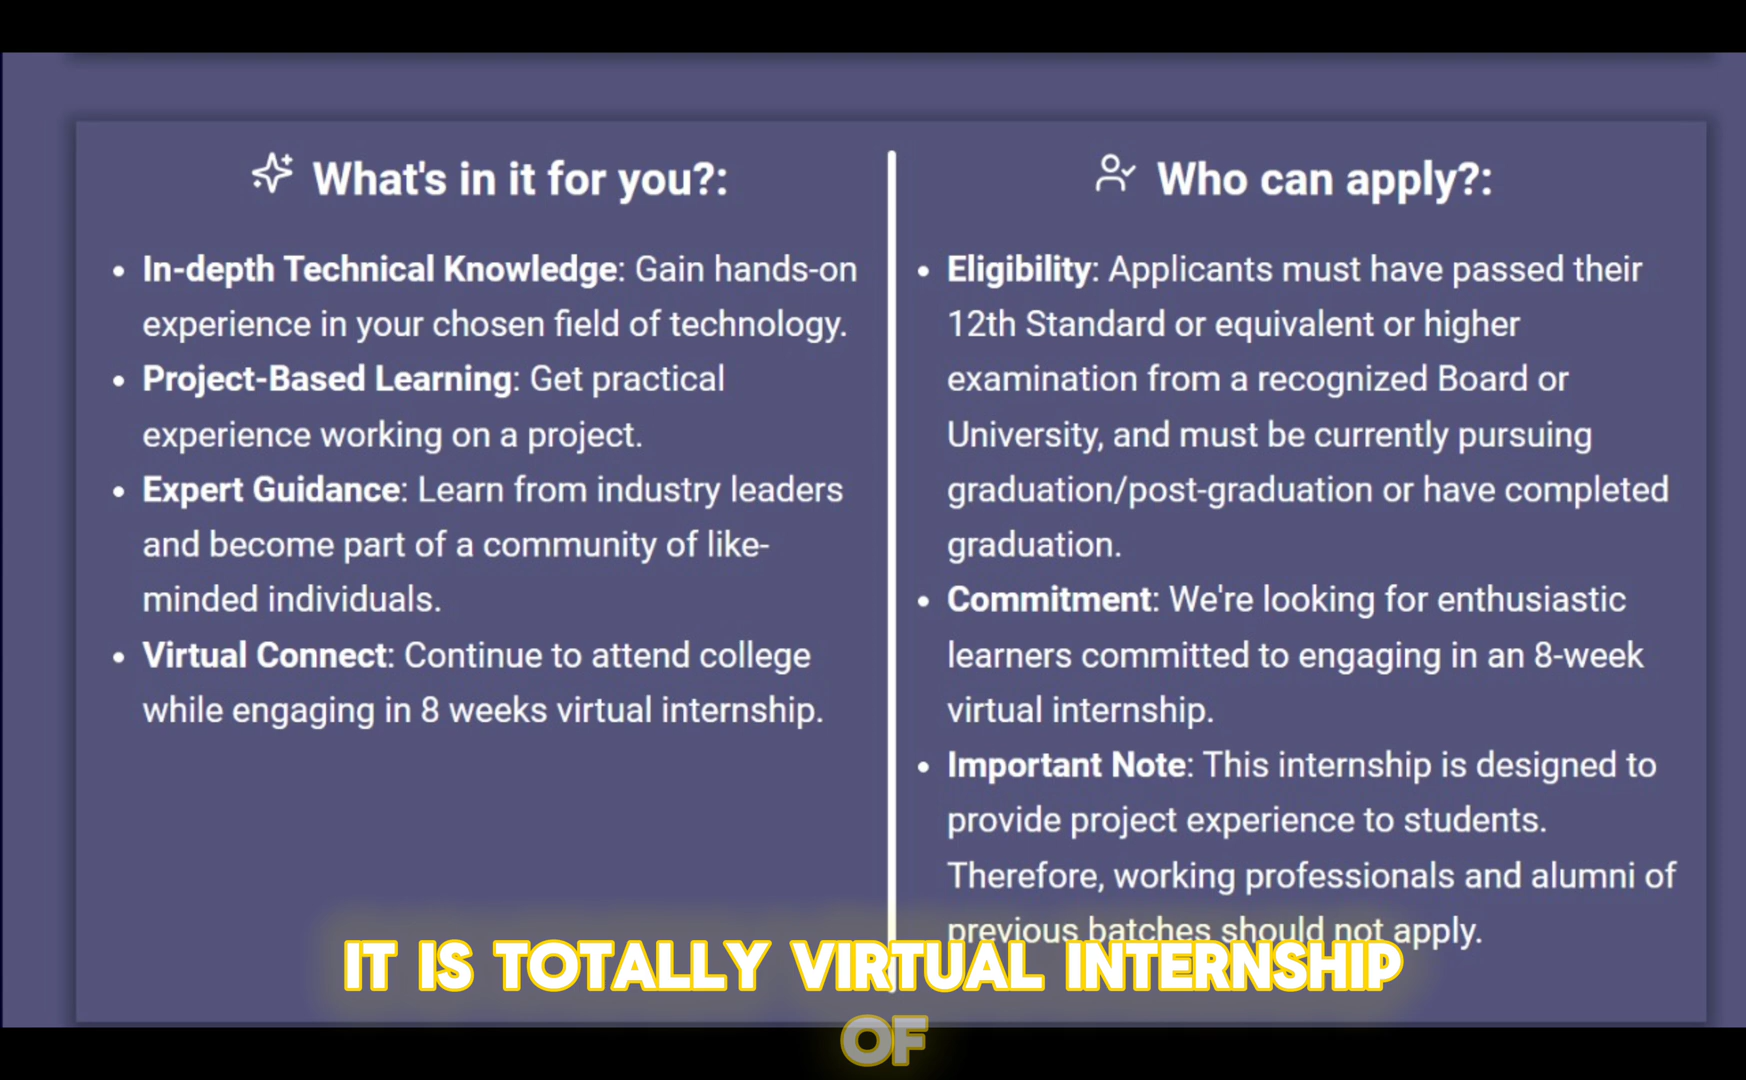 What's in it for you?:
In-depth Technical Knowledge: Gain hands-on
experience in your chosen field of technology.
Project-Based Learning: Get practical
experience working on a project.
Expert Guidance: Learn from industry leaders
and become part of a community of like-
minded individuals.
Virtual Connect: Continue to attend college
while engaging in 8 weeks virtual internship.
Who can apply?:
Eligibility: Applicants must have passed their
12th Standard or equivalent or higher
examination from a recognized Board or
University, and must be currently pursuing
graduation/post-graduation or have completed
graduation.
Commitment: We're looking for enthusiastic
learners committed to engaging in an 8-week
virtual internship.
Important Note: This internship is designed to
provide project experience to students.
Therefore, working professionals and alumni of
previous batches should not apply.
IT IS TOTALLY VIRTUAL INTERNSHIP
OF